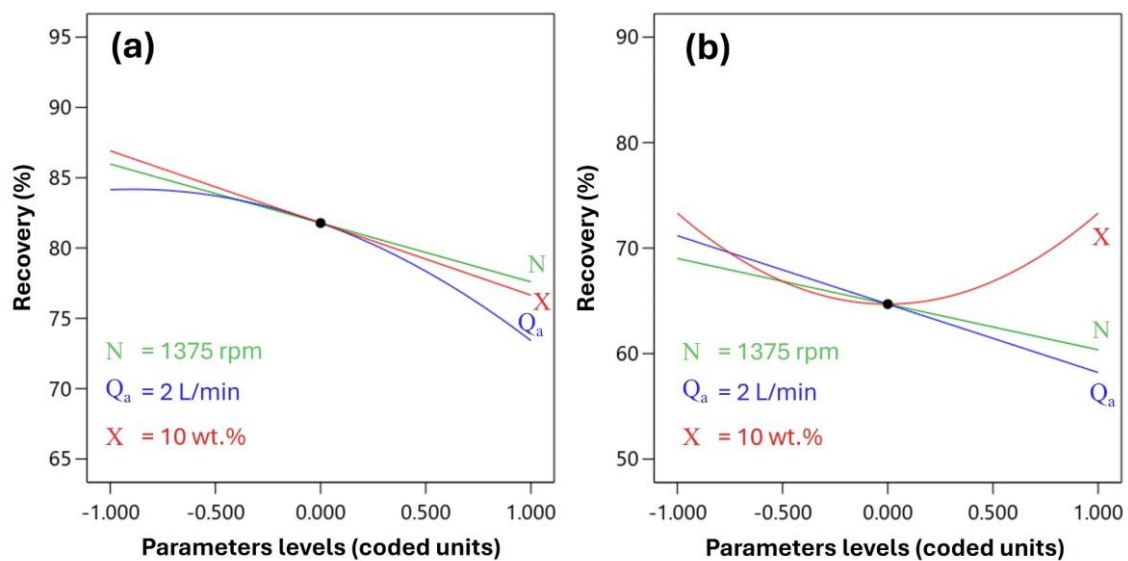 (a)
Recovery (%)
95
90
85
80
75
70
65
N
X
Qa
N = 1375 rpm
Qa = 2 L/min
X = 10 wt.%
-1.000 -0.500 0.000 0.500 1.000
Parameters levels (coded units)
(b)
Recovery (%)
90
80
70
60
50
X
N
Qa
N = 1375 rpm
Qa = 2 L/min
X = 10 wt.%
-1.000 -0.500 0.000 0.500 1.000
Parameters levels (coded units)